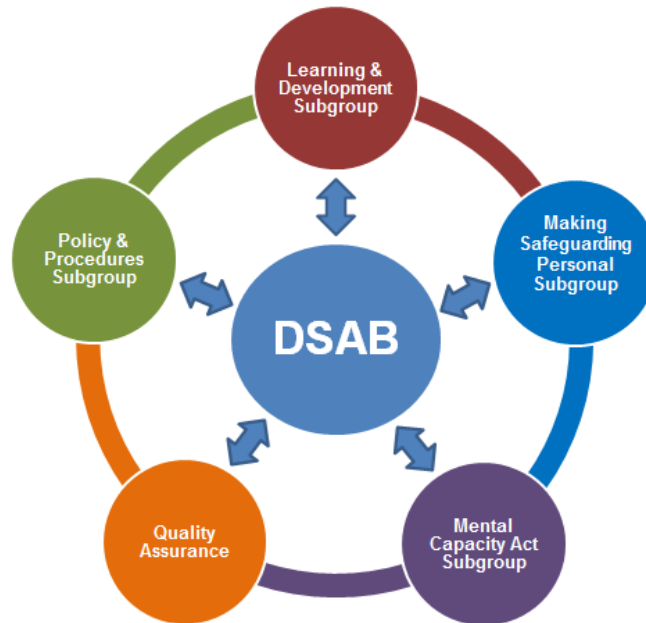 Learning &
Development
Subgroup
Making
Safeguarding
Personal
Subgroup
Policy &
Procedures
Subgroup
DSAB
Quality
Assurance
Mental
Capacity Act
Subgroup